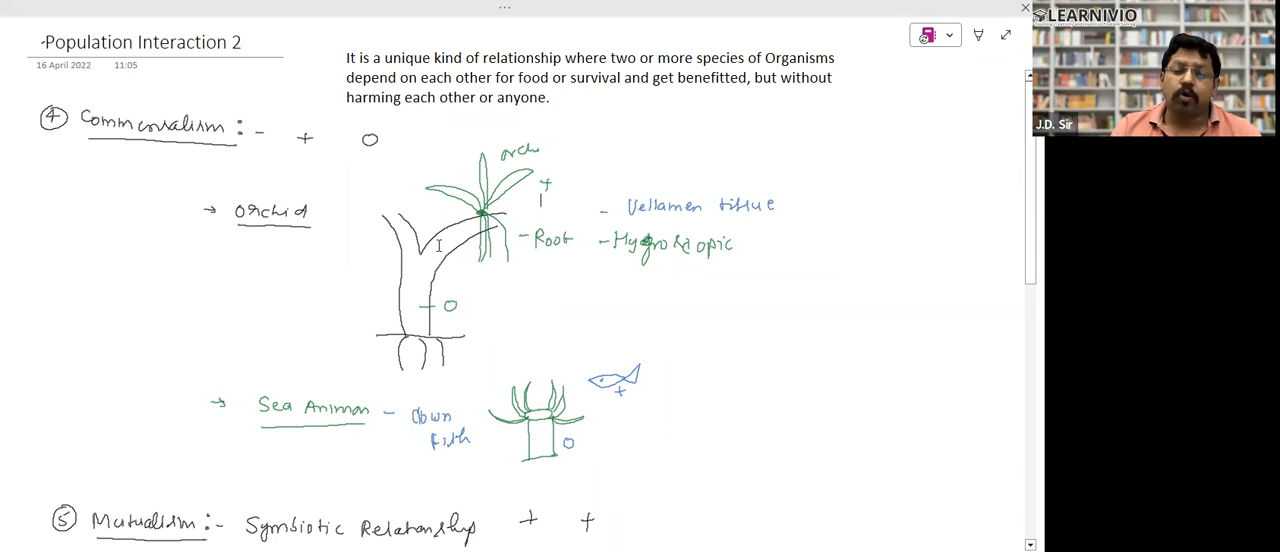 -Population Interaction 2
16 April 2022 11:05
It is a unique kind of relationship where two or more species of Organisms
depend on each other for food or survival and get benefitted, but without
harming each other or anyone.
④ Commensalism :- + 0
orch
+
→ Orchid
- Vellamen tissue
- Root - Hygroscopic
0
→ Sea Animon - Clown
fish
+
0
⑤ Mutualism :- Symbiotic Relationship + +
LEARNIVIO
J.D. Sir